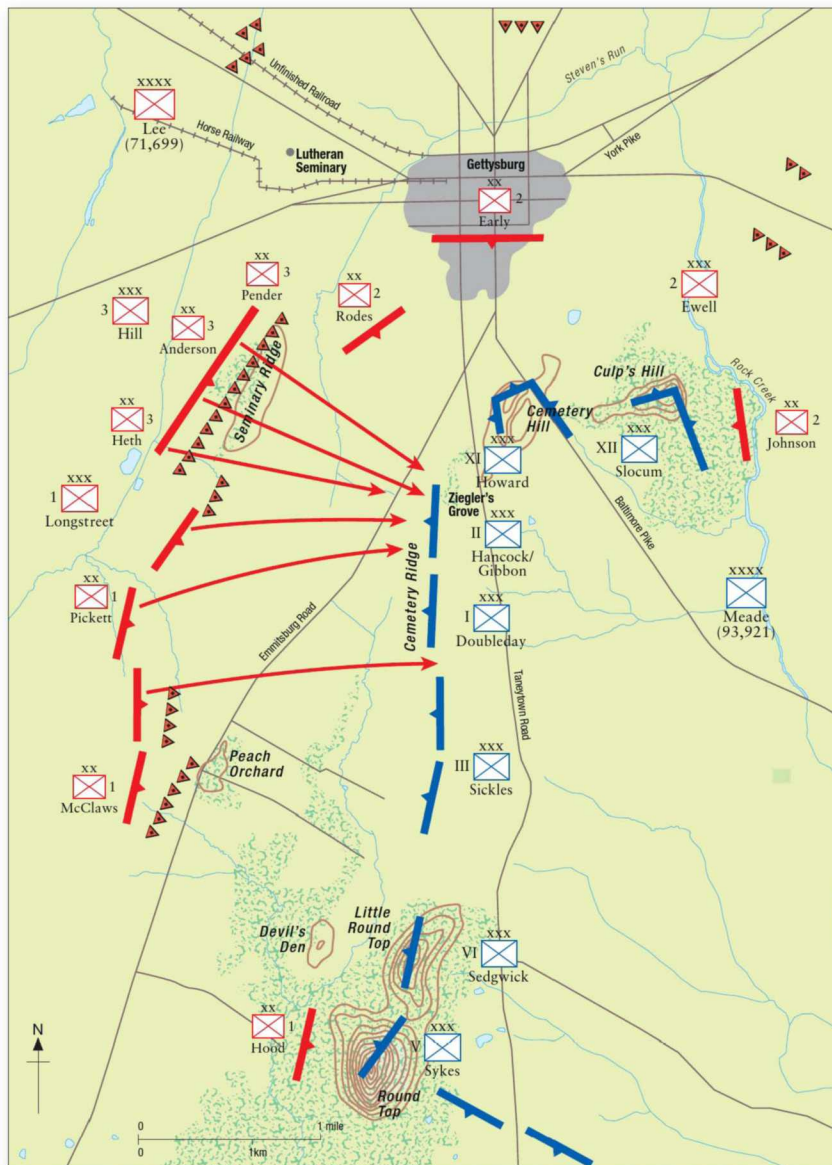 Steven's Run
Unfinished Railroad
xxxx
Lee
(71,699)
Horse Railway
Lutheran
Seminary
Gettysburg
York Pike
xx
2
Early
xx
3
Pender
xx
2
Rodes
xxx
2
Ewell
xxx
3
Hill
xx
3
Anderson
Seminary Ridge
Culp's Hill
Rock Creek
xx
3
Heth
Cemetery
Hill
xx
2
Johnson
xxx
XI
Howard
XII
xxx
Slocum
xxx
1
Longstreet
Ziegler's
Grove
xxx
II
Hancock/
Gibbon
Baltimore Pike
xx
1
Pickett
Cemetery Ridge
xxx
I
Doubleday
xxxx
Meade
(93,921)
Emmitsburg Road
Taneytown Road
xx
1
McClaws
Peach
Orchard
xxx
III
Sickles
Devil's
Den
Little
Round
Top
xxx
VI
Sedgwick
xx
1
Hood
xxx
V
Sykes
Round
Top
N
0
1 mile
0
1km